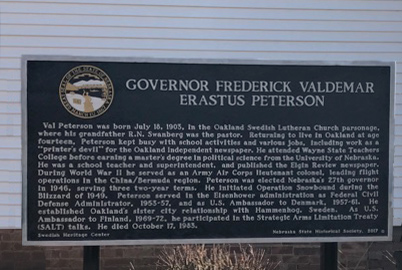 GOVERNOR FREDERICK VALDEMAR
ERASTUS PETERSON
Val Peterson was born July 18, 1903, in the Oakland Swedish Lutheran Church parsonage,
where his grandfather R.N. Swanberg was the pastor. Returning to live in Oakland at age
fourteen, Peterson kept busy with school activities and various jobs, including work as a
"printer's devil" for the Oakland Independent newspaper. He attended Wayne State Teachers
College before earning a master's degree in political science from the University of Nebraska.
He was a school teacher and superintendent, and published the Elgin Review newspaper.
During World War II he served as an Army Air Corps lieutenant colonel, leading flight
operations in the China/Bermuda region. Peterson was elected Nebraska's 27th governor
in 1946, serving three two-year terms. He initiated Operation Snowbound during the
Blizzard of 1949. Peterson served in the Eisenhower administration as Federal Civil
Defense Administrator, 1953-57, and as U.S. Ambassador to Denmark, 1957-61. He
established Oakland's sister city relationship with Hammenhog, Sweden. As U.S.
Ambassador to Finland, 1969-72, he participated in the Strategic Arms Limitation Treaty
(SALT) talks. He died October 17, 1983.
Swedish Heritage Center
Nebraska State Historical Society, 2017